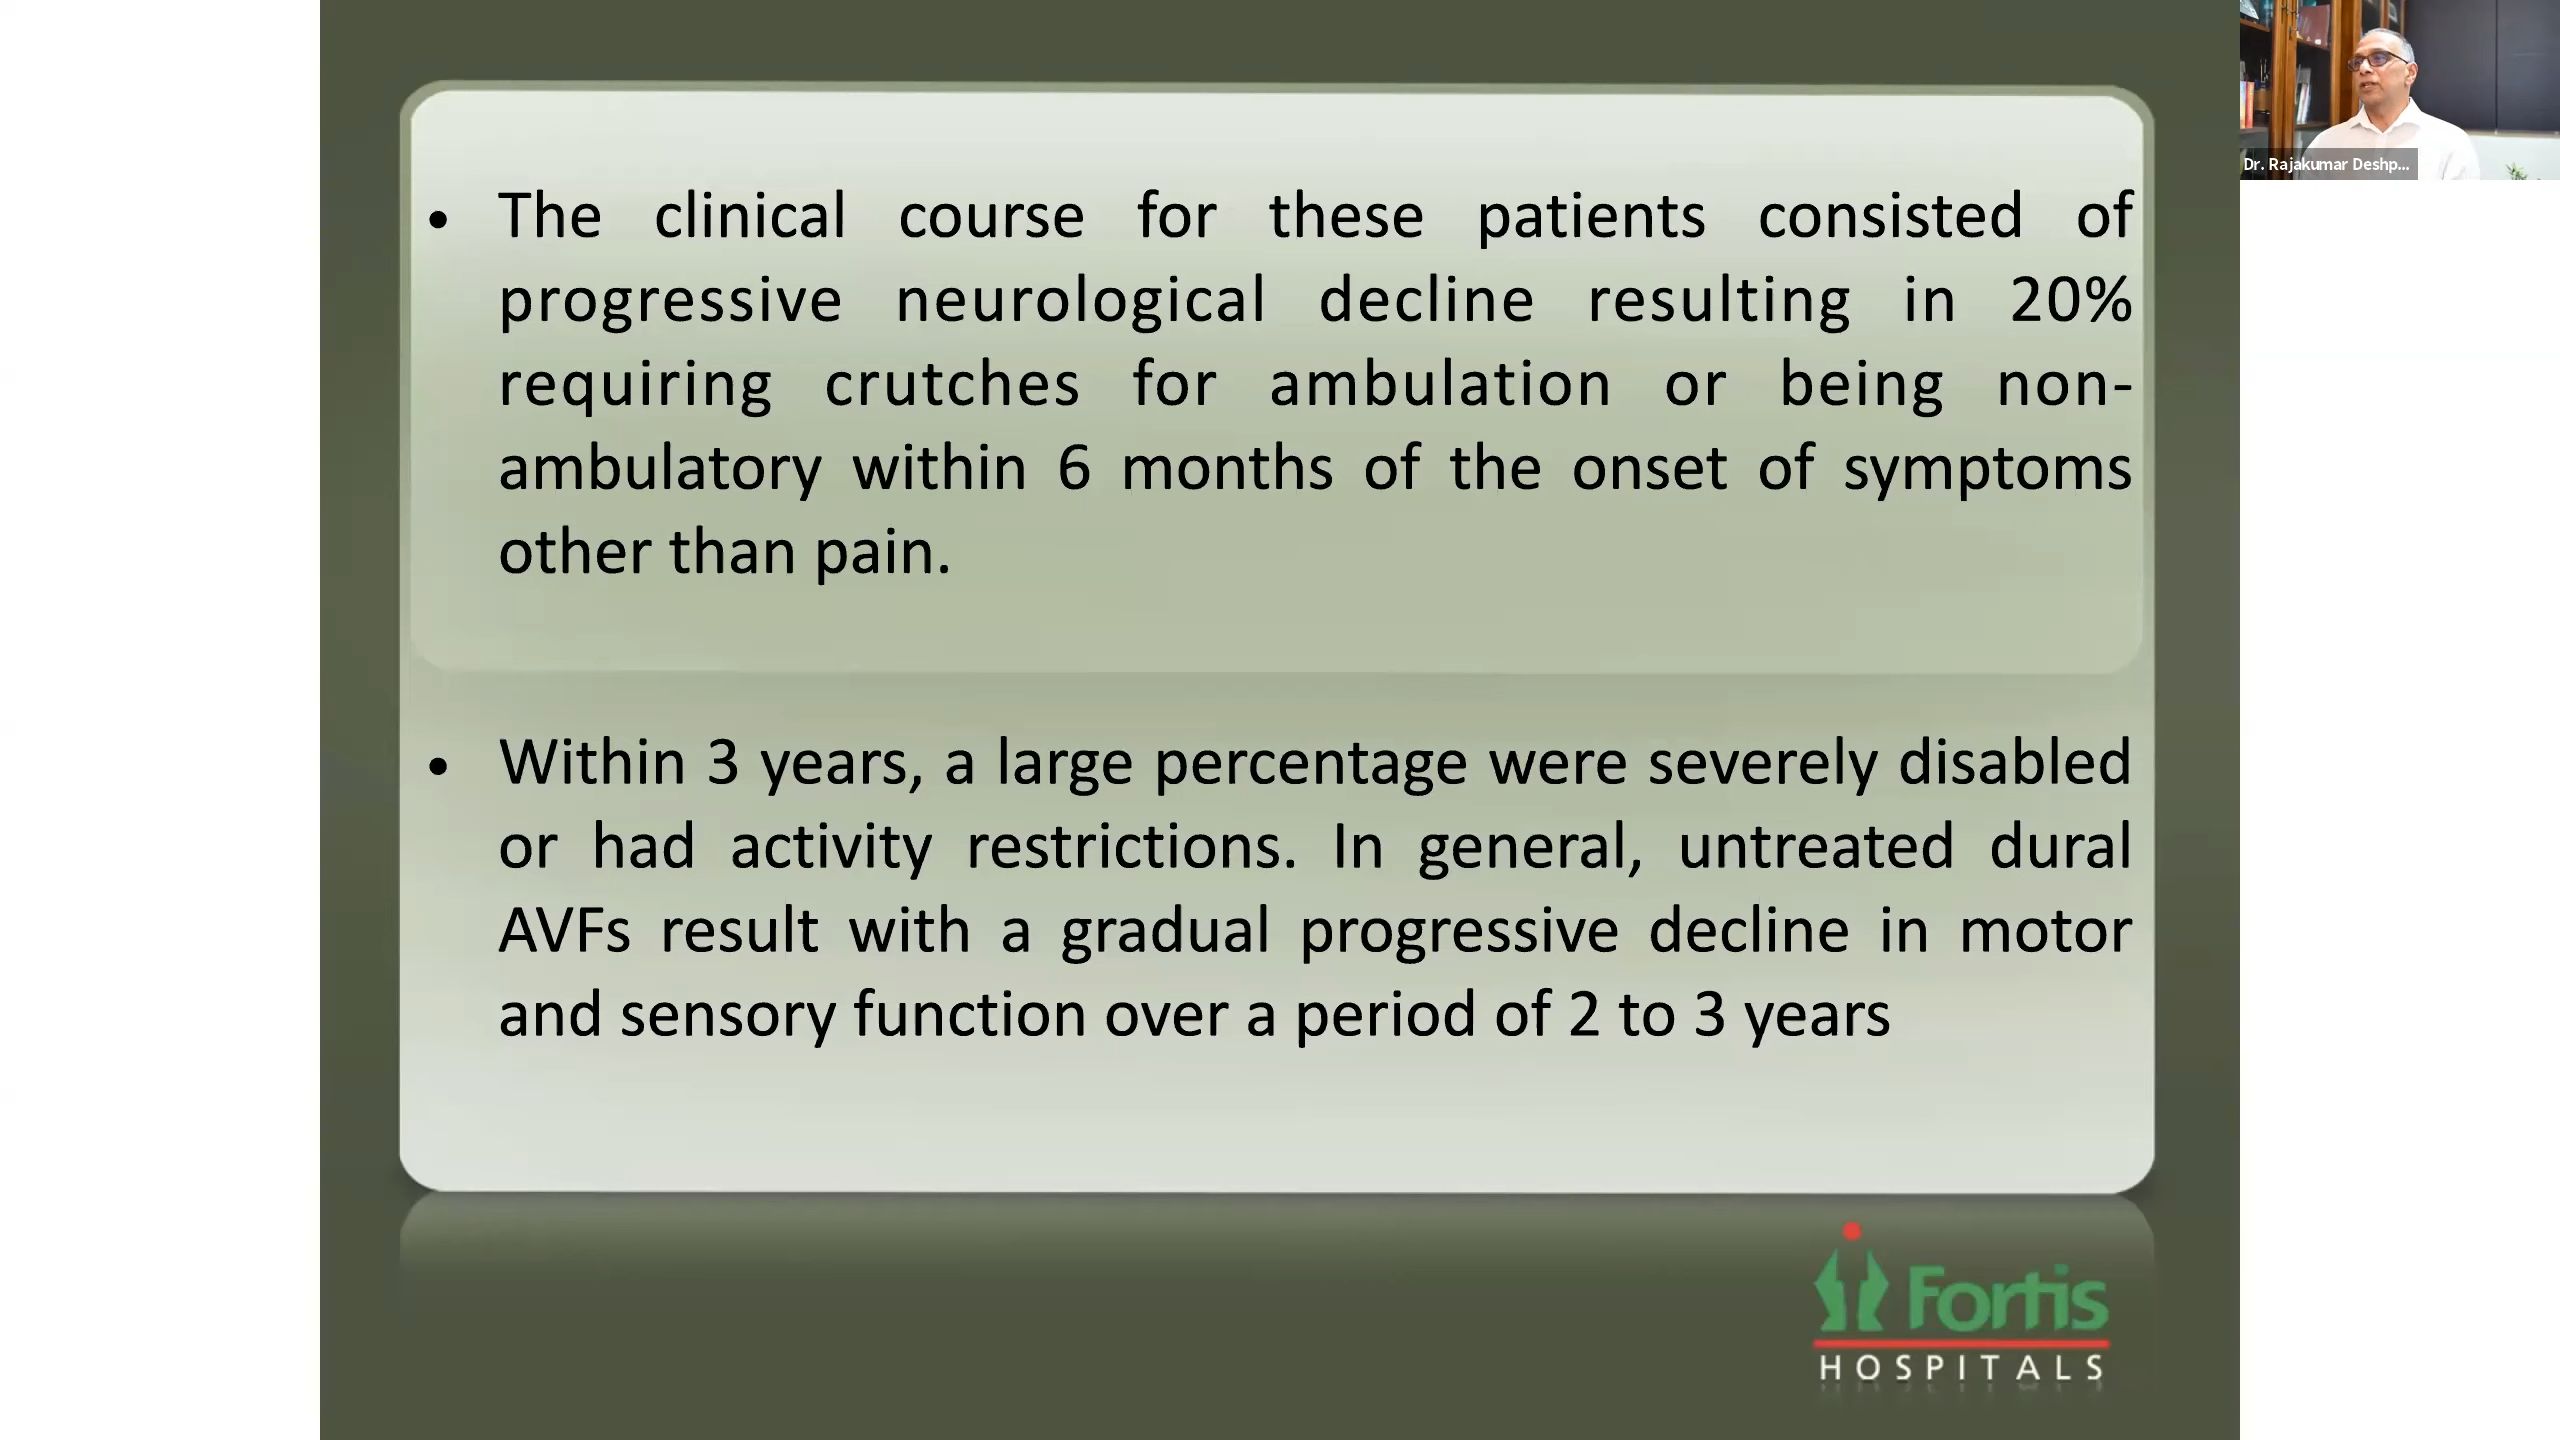 • The clinical course for these patients consisted of
progressive neurological decline resulting in 20%
requiring crutches for ambulation or being non-
ambulatory within 6 months of the onset of symptoms
other than pain.
• Within 3 years, a large percentage were severely disabled
or had activity restrictions. In general, untreated dural
AVFs result with a gradual progressive decline in motor
and sensory function over a period of 2 to 3 years
Dr. Rajakumar Deshp...
Fortis
HOSPITALS